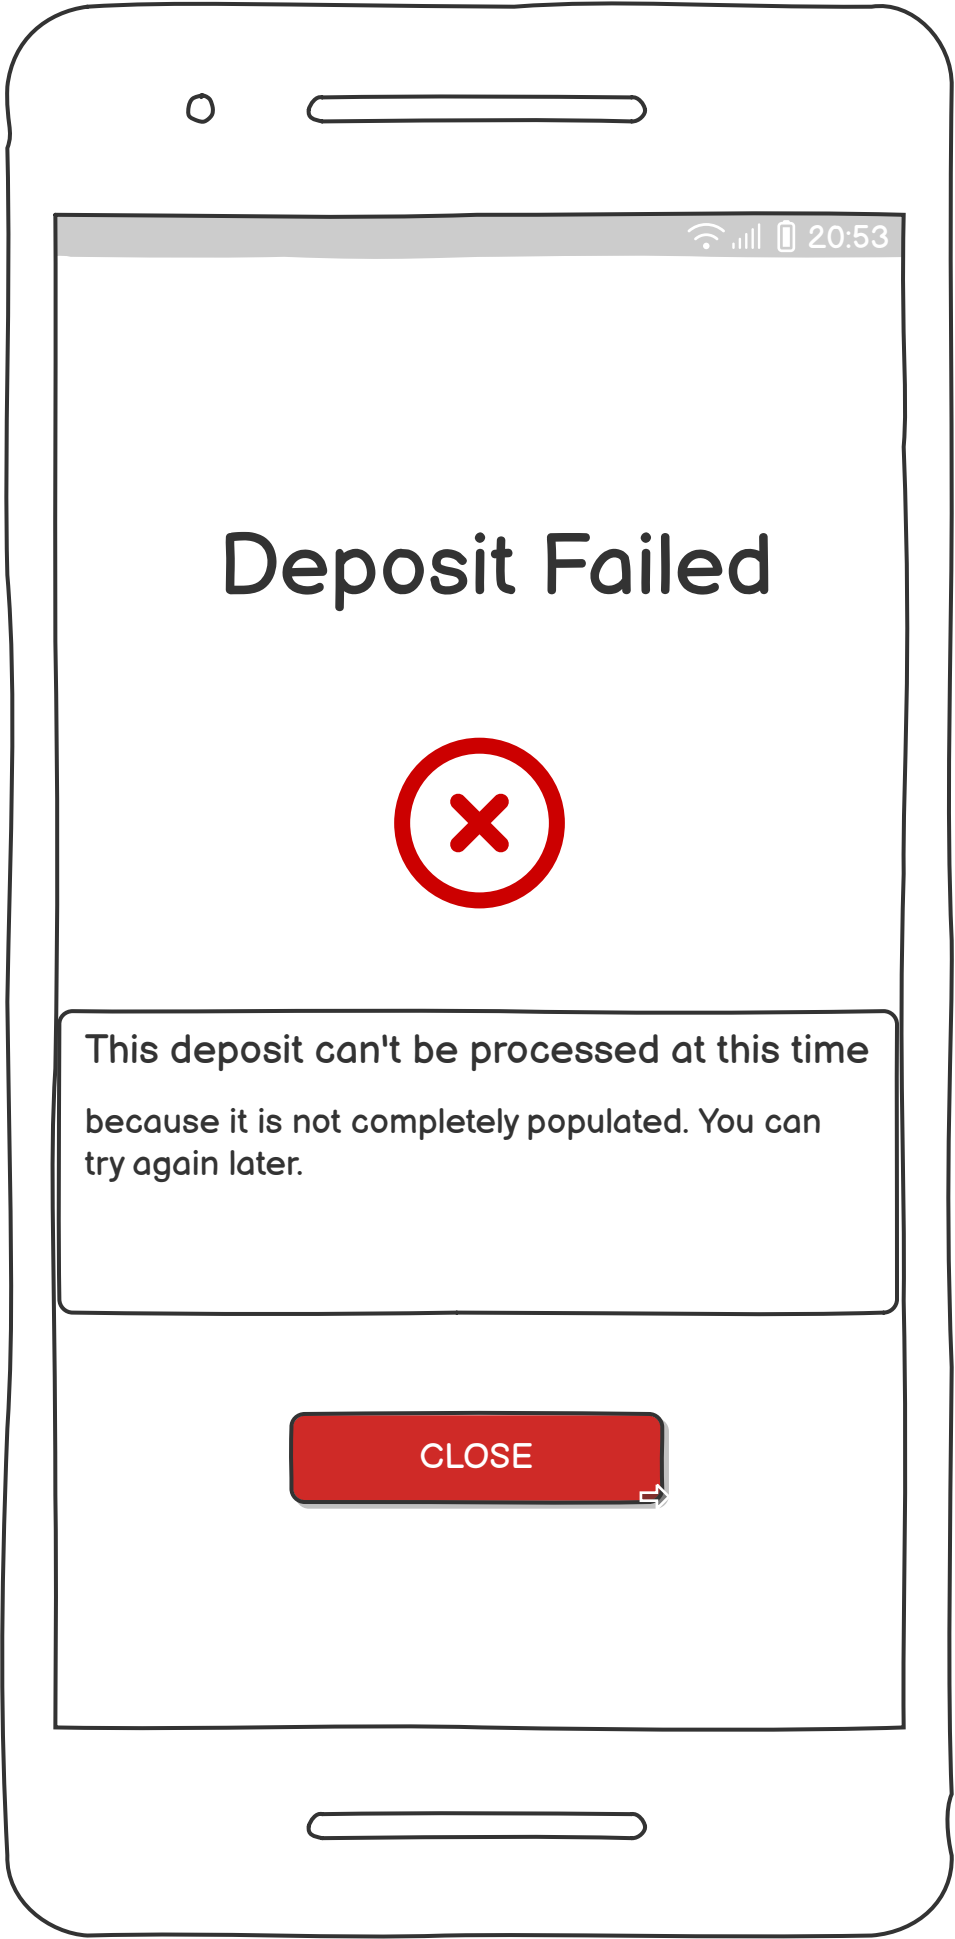 20:53
Deposit Failed
This deposit can't be processed at this time
because it is not completely populated. You can
try again later.
CLOSE